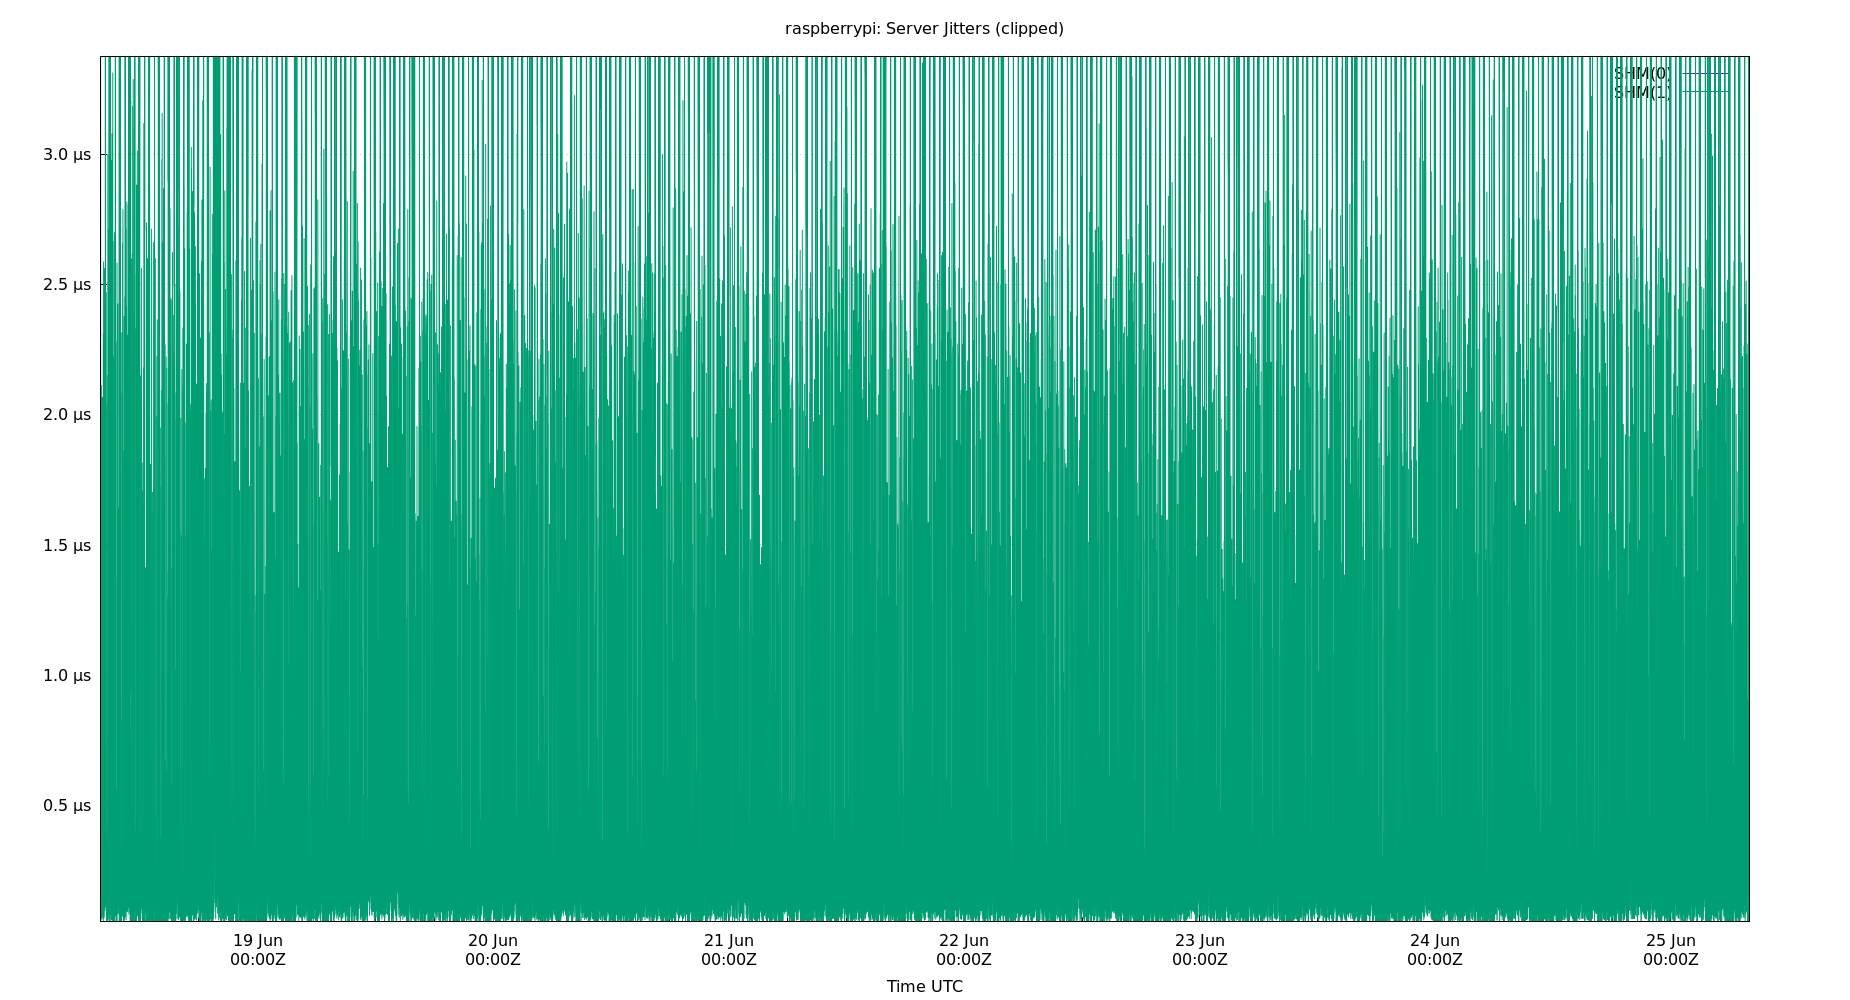 raspberrypi: Server Jitters (clipped)
SHM(0)
SHM(1)
3.0 μs
2.5 μs
2.0 μs
1.5 μs
1.0 μs
0.5 μs
19 Jun 20 Jun 21 Jun 22 Jun 23 Jun 24 Jun 25 Jun
00:00Z 00:00Z 00:00Z 00:00Z 00:00Z 00:00Z 00:00Z
Time UTC